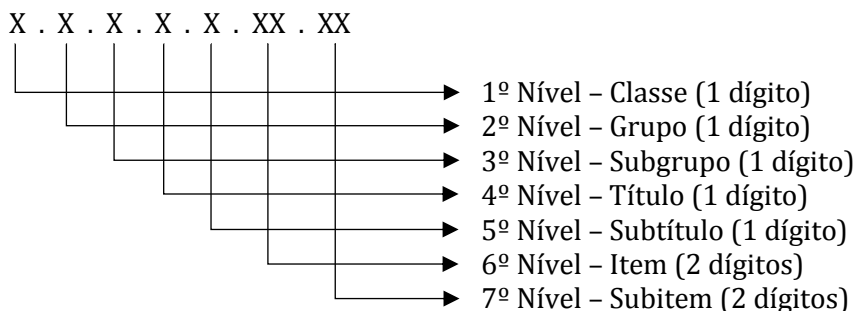 X . X . X . X . X . XX . XX
1º Nível – Classe (1 dígito)
2º Nível – Grupo (1 dígito)
3º Nível – Subgrupo (1 dígito)
4º Nível – Título (1 dígito)
5º Nível – Subtítulo (1 dígito)
6º Nível – Item (2 dígitos)
7º Nível – Subitem (2 dígitos)